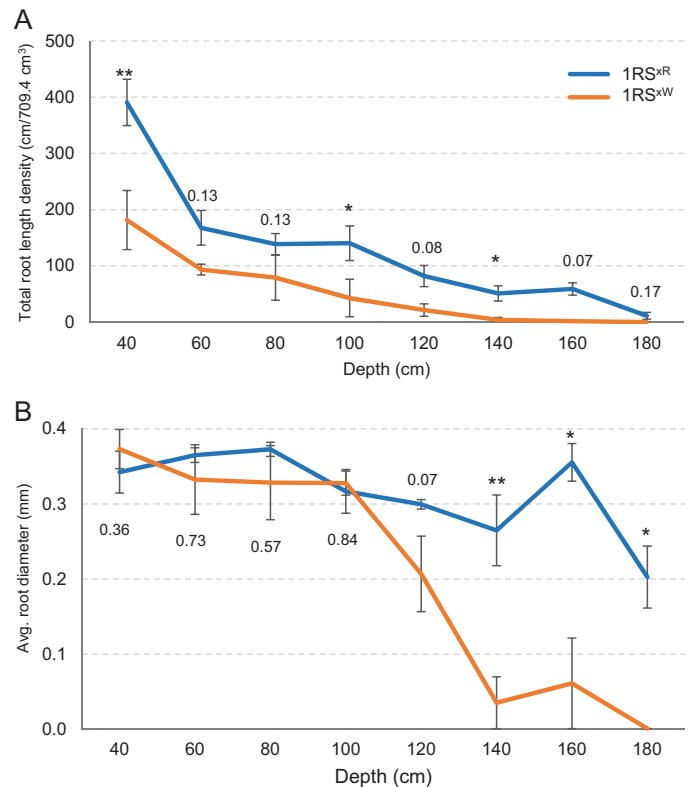 A
Total root length density (cm/709.4 cm³)
500
400
300
200
100
0
**
0.13
0.13
*
0.08
*
0.07
0.17
1RSˣᴿ
1RSˣᵂ
40 60 80 100 120 140 160 180
Depth (cm)
B
Avg. root diameter (mm)
0.4
0.3
0.2
0.1
0.0
0.36
0.73
0.57
0.84
0.07
**
*
*
40 60 80 100 120 140 160 180
Depth (cm)